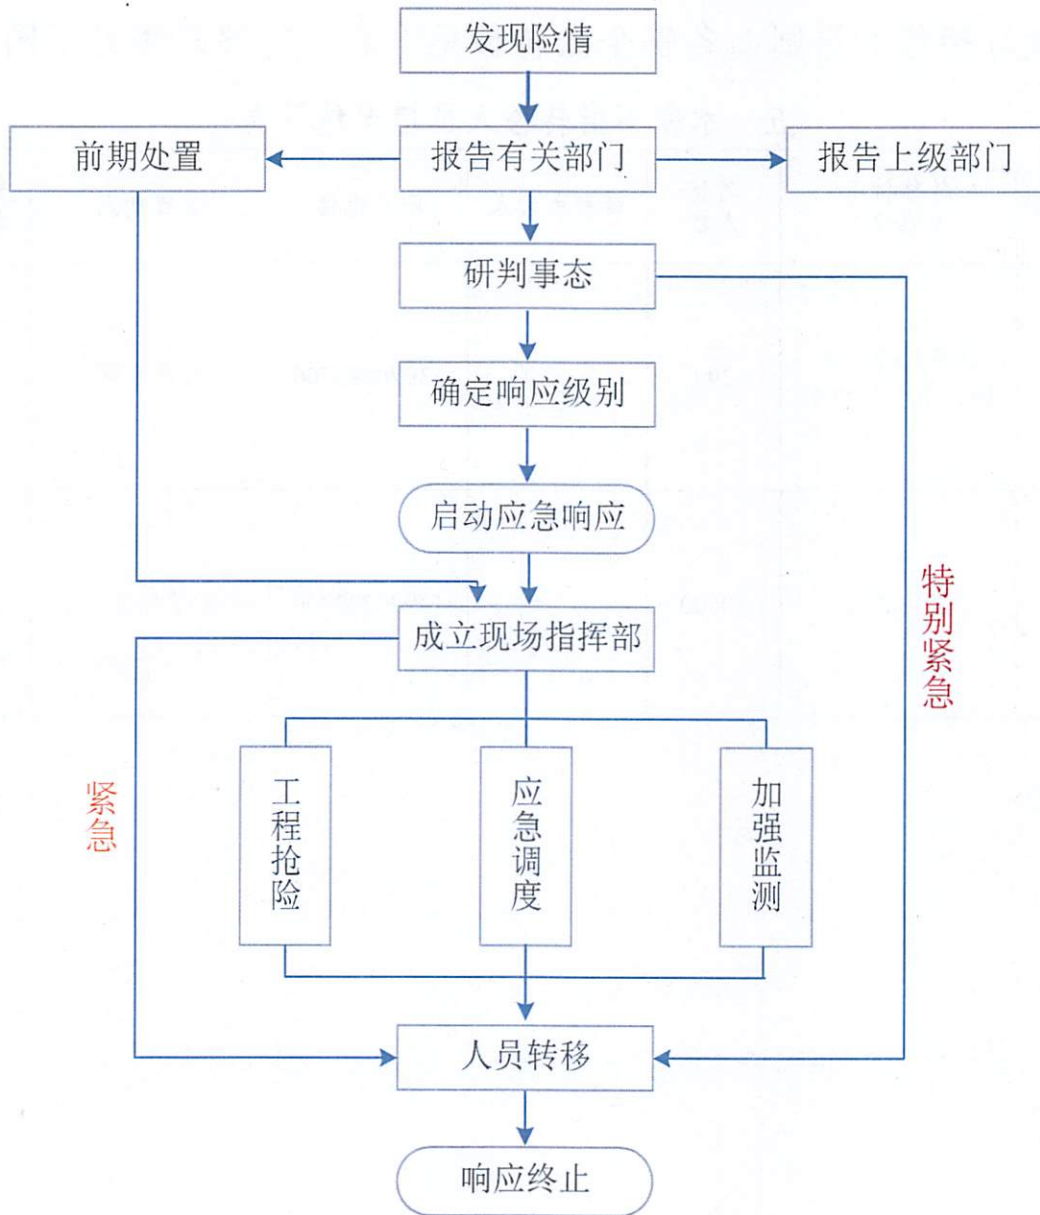 发现险情
前期处置
报告有关部门
报告上级部门
研判事态
确定响应级别
启动应急响应
特别紧急
成立现场指挥部
紧急
工程抢险
应急调度
加强监测
人员转移
响应终止